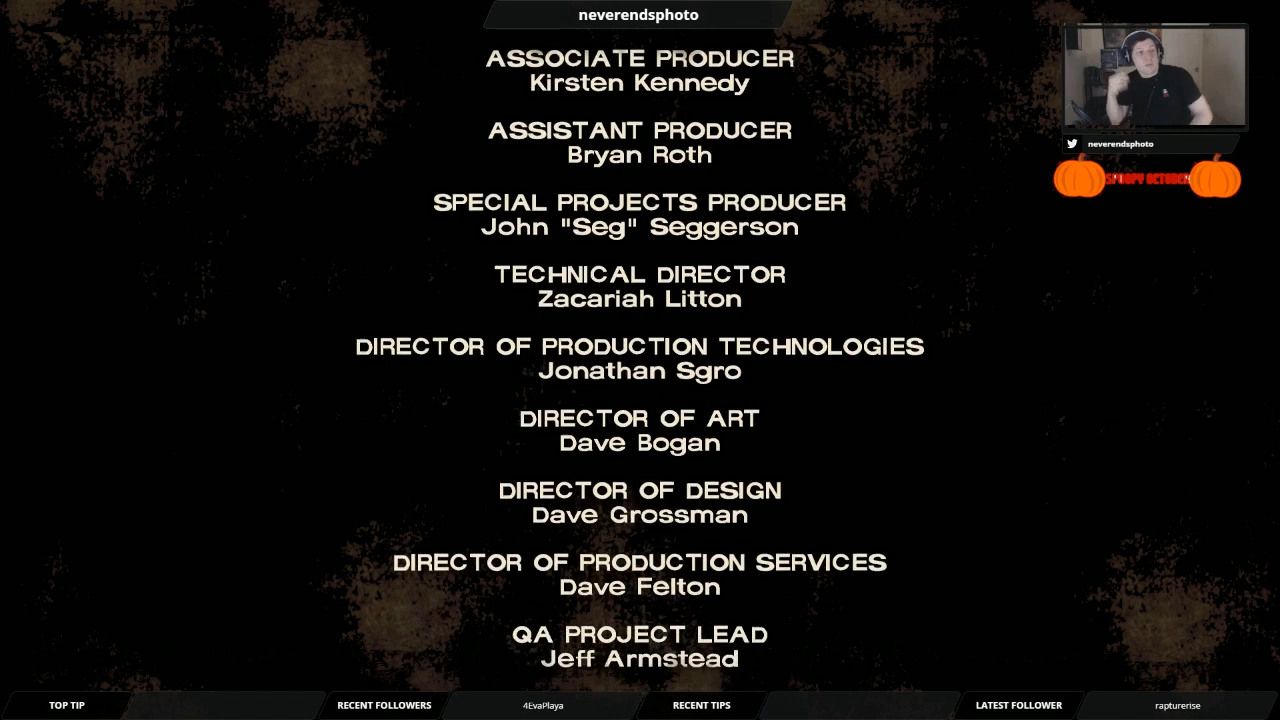 neverendsphoto
ASSOCIATE PRODUCER
Kirsten Kennedy
ASSISTANT PRODUCER
Bryan Roth
SPECIAL PROJECTS PRODUCER
John "Seg" Seggerson
TECHNICAL DIRECTOR
Zacariah Litton
DIRECTOR OF PRODUCTION TECHNOLOGIES
Jonathan Sgro
DIRECTOR OF ART
Dave Bogan
DIRECTOR OF DESIGN
Dave Grossman
DIRECTOR OF PRODUCTION SERVICES
Dave Felton
QA PROJECT LEAD
Jeff Armstead
neverendsphoto
SPOOPY OCTOBER
TOP TIP
RECENT FOLLOWERS
4EvaPlaya
RECENT TIPS
LATEST FOLLOWER
rapturerise